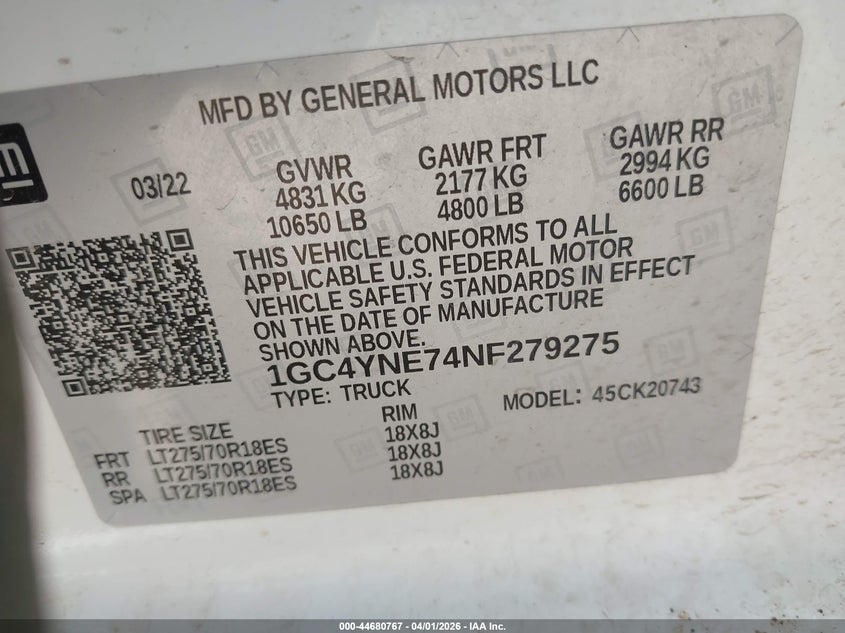 MFD BY GENERAL MOTORS LLC
03/22
GVWR
4831 KG
10650 LB
GAWR FRT
2177 KG
4800 LB
GAWR RR
2994 KG
6600 LB
THIS VEHICLE CONFORMS TO ALL
APPLICABLE U.S. FEDERAL MOTOR
VEHICLE SAFETY STANDARDS IN EFFECT
ON THE DATE OF MANUFACTURE
SHOWN ABOVE.
1GC4YNE74NF279275
TYPE: TRUCK
MODEL: 45CK20743
TIRE SIZE RIM
FRT LT275/70R18ES 18X8J
RR LT275/70R18ES 18X8J
SPA LT275/70R18ES 18X8J
000-44680767 - 04/01/2026 - IAA Inc.